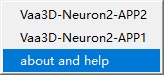 Vaa3D-Neuron2-APP2
Vaa3D-Neuron2-APP1
about and help